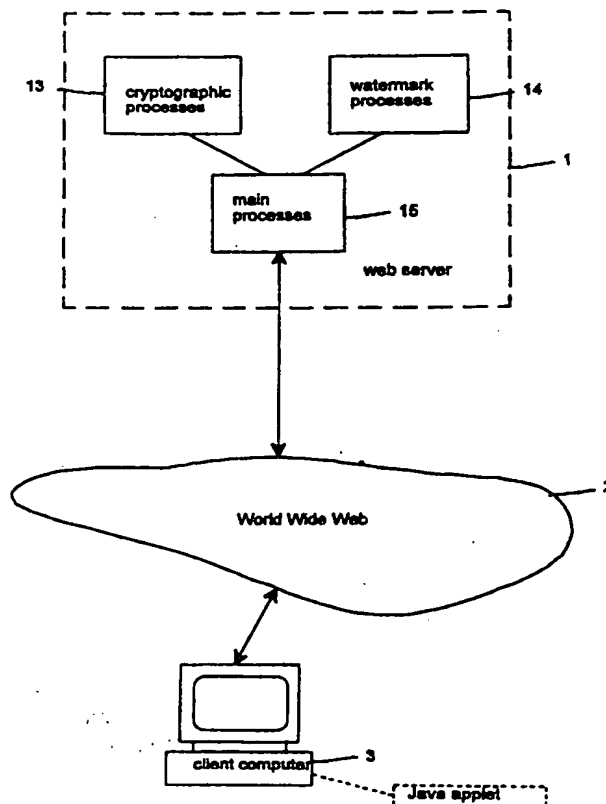 13
cryptographic
processes
watermark
processes
14
1
main
processes
15
web server
World Wide Web
client computer
3
Java applet